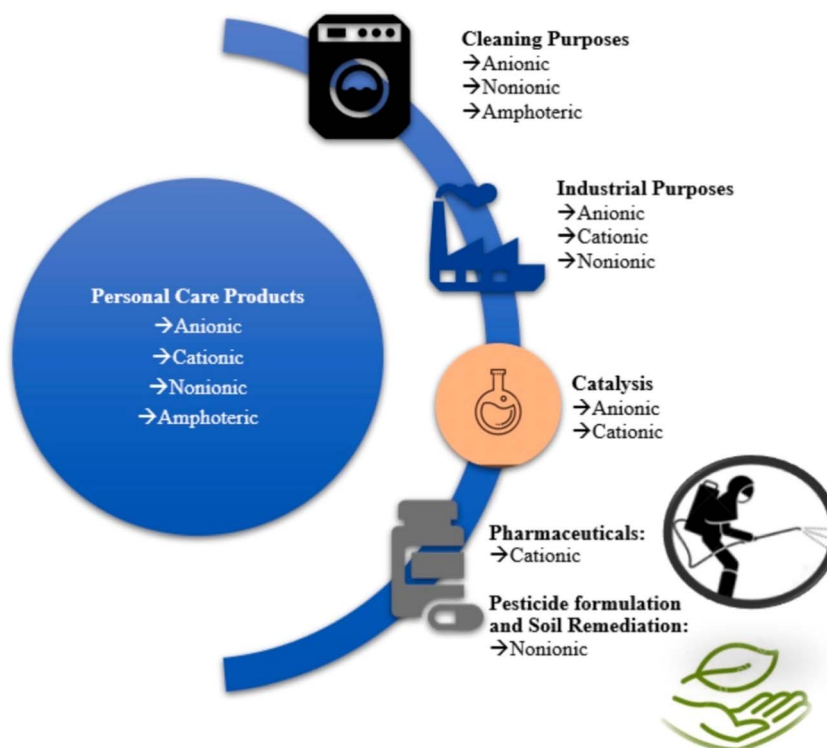 Cleaning Purposes
→Anionic
→Nonionic
→Amphoteric
Industrial Purposes
→Anionic
→Cationic
→Nonionic
Personal Care Products
→Anionic
→Cationic
→Nonionic
→Amphoteric
Catalysis
→Anionic
→Cationic
Pharmaceuticals:
→Cationic
Pesticide formulation
and Soil Remediation:
→Nonionic